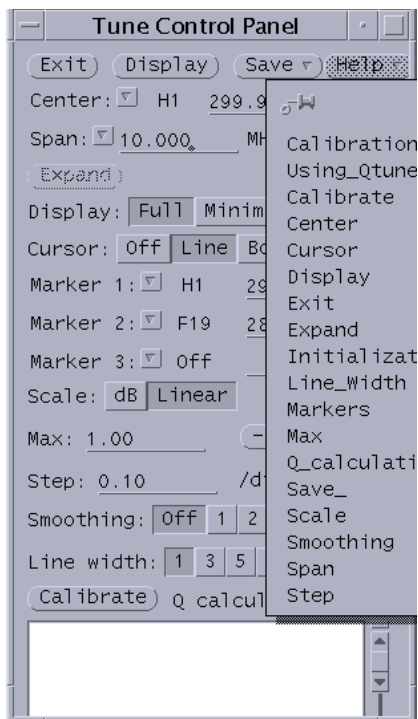 Tune Control Panel
Exit Display Save Help
Center: H1 299.9
Span: 10.000 MH
Expand
Display: Full Minim
Cursor: Off Line Bo
Marker 1: H1 29
Marker 2: F19 28
Marker 3: Off
Scale: dB Linear
Max: 1.00 -
Step: 0.10 /di
Smoothing: Off 1 2
Line width: 1 3 5
Calibrate Q calcul
Calibration
Using_Qtune
Calibrate
Center
Cursor
Display
Exit
Expand
Initializat
Line_Width
Markers
Max
Q_calculati
Save_
Scale
Smoothing
Span
Step